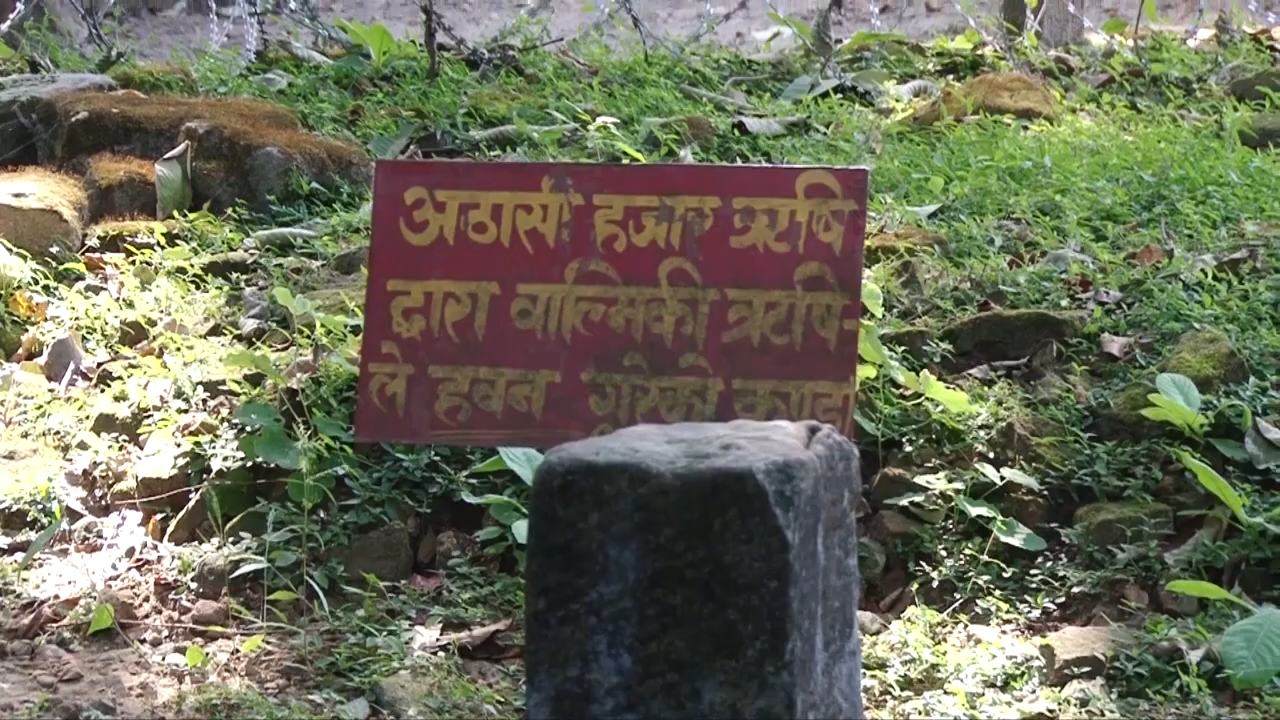 अठासी हजार ऋषि
द्वारा वाल्मिकी ऋषि-
ले हवन गरेको